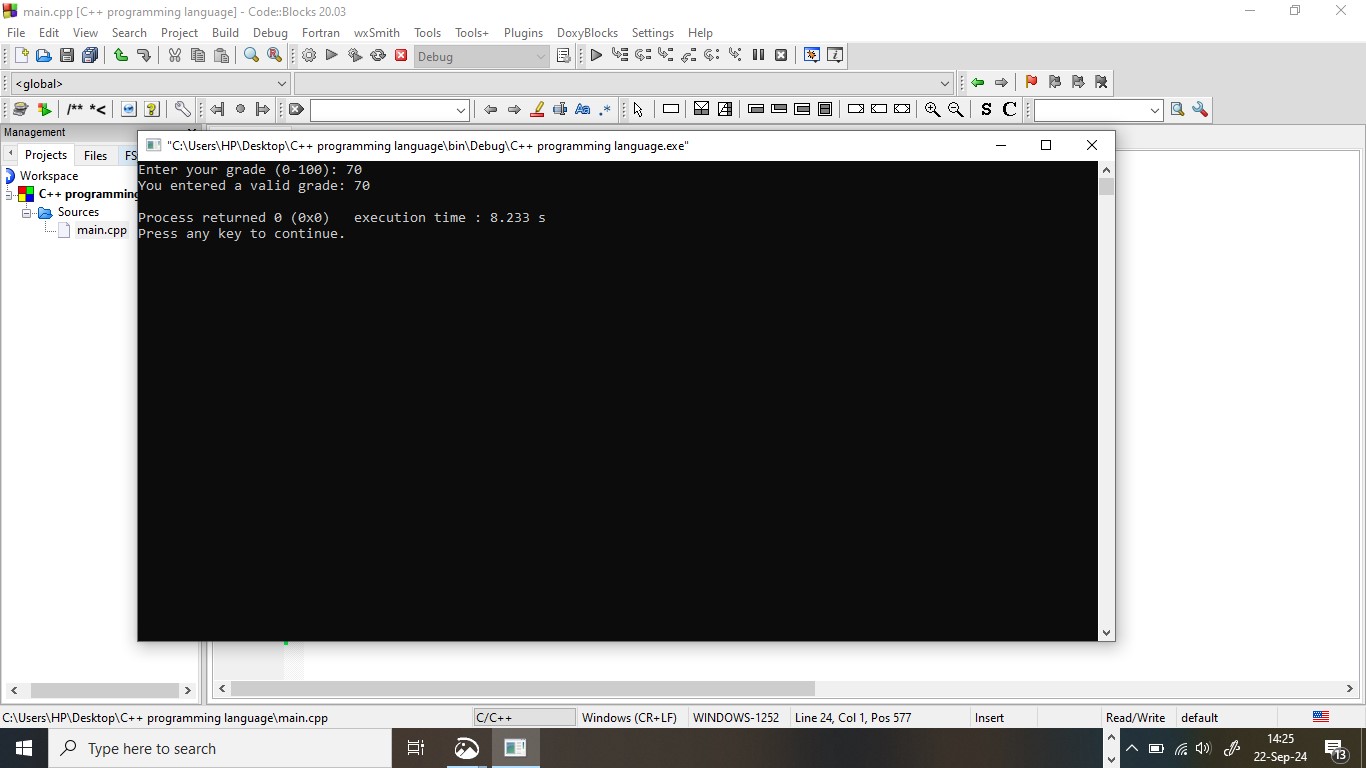 main.cpp [C++ programming language] - Code::Blocks 20.03
File Edit View Search Project Build Debug Fortran wxSmith Tools Tools+ Plugins DoxyBlocks Settings Help
Debug
<global>
/** *<
Aa .*
S C
Management
Projects Files FS
Workspace
C++ programming
Sources
main.cpp
"C:\Users\HP\Desktop\C++ programming language\bin\Debug\C++ programming language.exe"
Enter your grade (0-100): 70
You entered a valid grade: 70
Process returned 0 (0x0)   execution time : 8.233 s
Press any key to continue.
C:\Users\HP\Desktop\C++ programming language\main.cpp C/C++ Windows (CR+LF) WINDOWS-1252 Line 24, Col 1, Pos 577 Insert Read/Write default
Type here to search
14:25
22-Sep-24
13